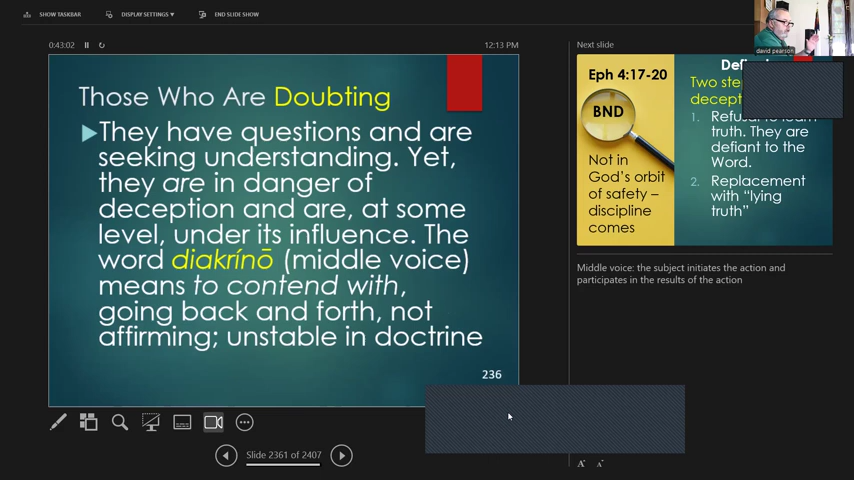 SHOW TASKBAR
DISPLAY SETTINGS
END SLIDE SHOW
0:43:02
12:13 PM
Those Who Are Doubting
They have questions and are
seeking understanding. Yet,
they are in danger of
deception and are, at some
level, under its influence. The
word diakrínō (middle voice)
means to contend with,
going back and forth, not
affirming; unstable in doctrine
236
Slide 2361 of 2407
Next slide
Eph 4:17-20
BND
Not in
God's orbit
of safety –
discipline
comes
Two
decept
1. Refusal to learn
truth. They are
defiant to the
Word.
2. Replacement
with "lying
truth"
Middle voice: the subject initiates the action and
participates in the results of the action
A
A
david pearson